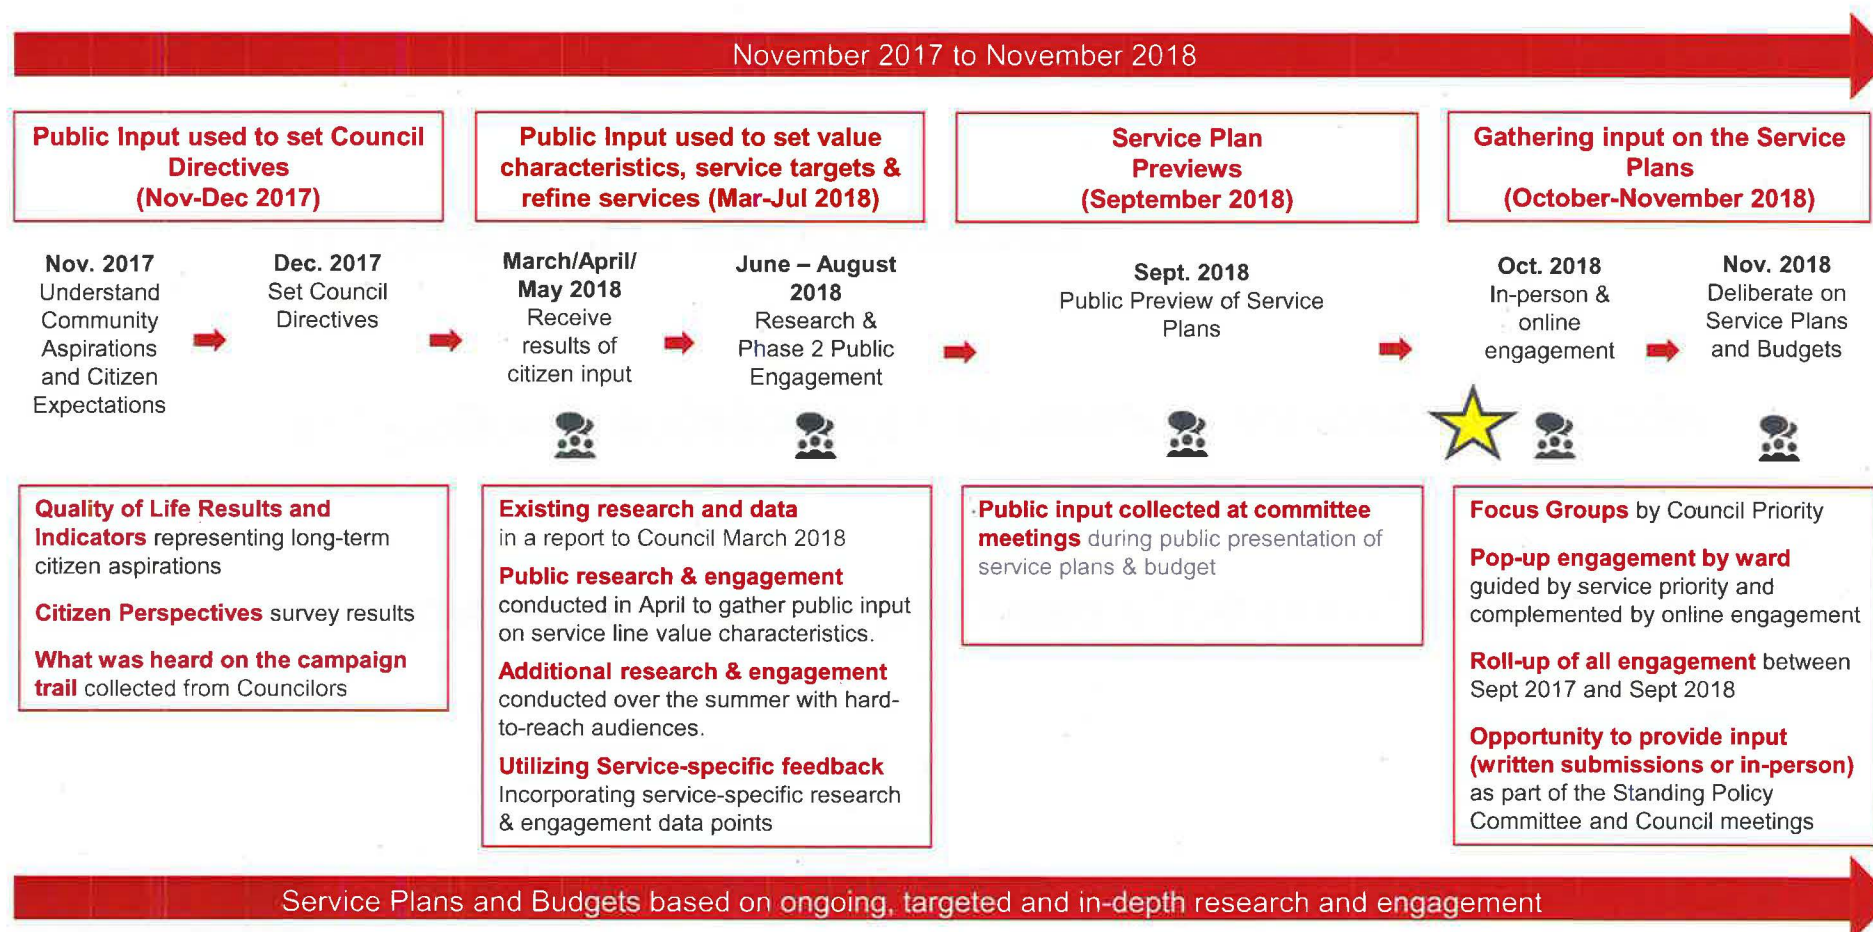 November 2017 to November 2018
Public Input used to set Council
Directives
(Nov-Dec 2017)
Public Input used to set value
characteristics, service targets &
refine services (Mar-Jul 2018)
Service Plan
Previews
(September 2018)
Gathering input on the Service
Plans
(October-November 2018)
Nov. 2017
Understand
Community
Aspirations
and Citizen
Expectations
Dec. 2017
Set Council
Directives
March/April/
May 2018
Receive
results of
citizen input
June – August
2018
Research &
Phase 2 Public
Engagement
Sept. 2018
Public Preview of Service
Plans
Oct. 2018
In-person &
online
engagement
Nov. 2018
Deliberate on
Service Plans
and Budgets
Quality of Life Results and
Indicators representing long-term
citizen aspirations
Citizen Perspectives survey results
What was heard on the campaign
trail collected from Councilors
Existing research and data
in a report to Council March 2018
Public research & engagement
conducted in April to gather public input
on service line value characteristics.
Additional research & engagement
conducted over the summer with hard-
to-reach audiences.
Utilizing Service-specific feedback
Incorporating service-specific research
& engagement data points
Public input collected at committee
meetings during public presentation of
service plans & budget
Focus Groups by Council Priority
Pop-up engagement by ward
guided by service priority and
complemented by online engagement
Roll-up of all engagement between
Sept 2017 and Sept 2018
Opportunity to provide input
(written submissions or in-person)
as part of the Standing Policy
Committee and Council meetings
Service Plans and Budgets based on ongoing, targeted and in-depth research and engagement